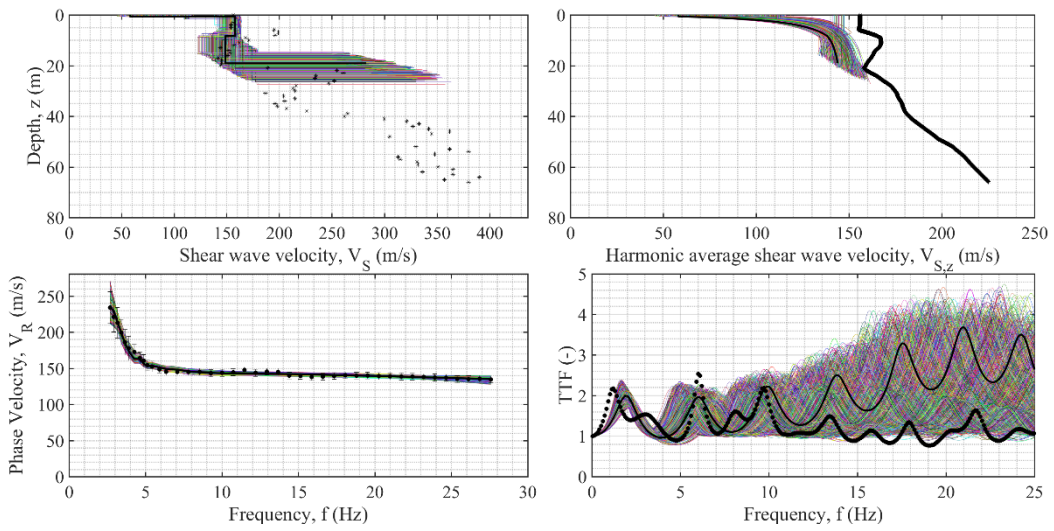 0
20
40
60
80
Depth, z (m)
0 50 100 150 200 250 300 350 400
Shear wave velocity, V_S (m/s)
0
20
40
60
80
0 50 100 150 200 250
Harmonic average shear wave velocity, V_S,z (m/s)
250
200
150
100
50
0
Phase Velocity, V_R (m/s)
0 5 10 15 20 25 30
Frequency, f (Hz)
5
4
3
2
1
0
TTF (-)
0 5 10 15 20 25
Frequency, f (Hz)